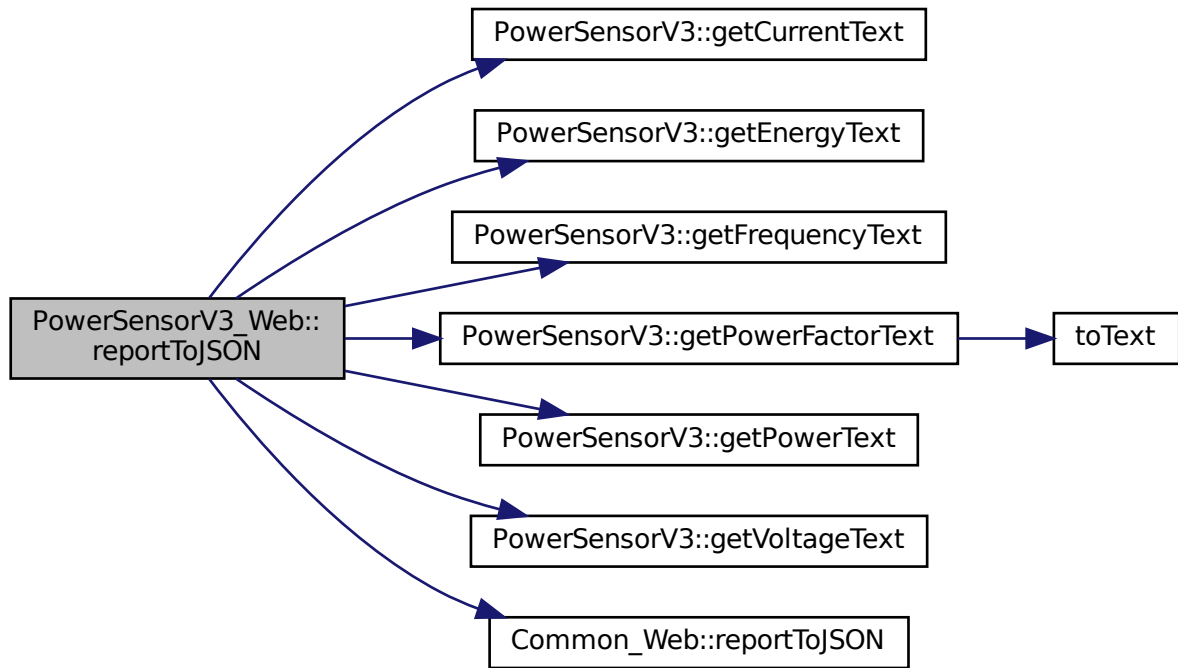 PowerSensorV3::getCurrentText
PowerSensorV3::getEnergyText
PowerSensorV3::getFrequencyText
PowerSensorV3_Web::
reportToJSON
PowerSensorV3::getPowerFactorText
toText
PowerSensorV3::getPowerText
PowerSensorV3::getVoltageText
Common_Web::reportToJSON